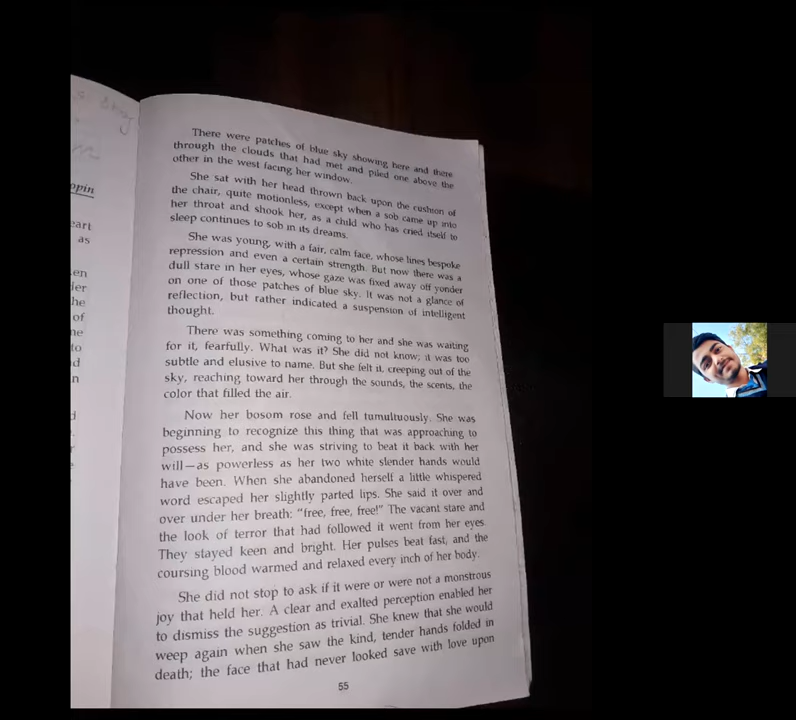 opin
eart
as
en
der
he
of
ne
to
d
n
There were patches of blue sky showing here and there
through the clouds that had met and piled one above the
other in the west facing her window.
She sat with her head thrown back upon the cushion of
the chair, quite motionless, except when a sob came up into
her throat and shook her, as a child who has cried itself to
sleep continues to sob in its dreams.
She was young, with a fair, calm face, whose lines bespoke
repression and even a certain strength. But now there was a
dull stare in her eyes, whose gaze was fixed away off yonder
on one of those patches of blue sky. It was not a glance of
reflection, but rather indicated a suspension of intelligent
thought.
There was something coming to her and she was waiting
for it, fearfully. What was it? She did not know; it was too
subtle and elusive to name. But she felt it, creeping out of the
sky, reaching toward her through the sounds, the scents, the
color that filled the air.
Now her bosom rose and fell tumultuously. She was
beginning to recognize this thing that was approaching to
possess her, and she was striving to beat it back with her
will—as powerless as her two white slender hands would
have been. When she abandoned herself a little whispered
word escaped her slightly parted lips. She said it over and
over under her breath: "free, free, free!" The vacant stare and
the look of terror that had followed it went from her eyes.
They stayed keen and bright. Her pulses beat fast, and the
coursing blood warmed and relaxed every inch of her body.
She did not stop to ask if it were or were not a monstrous
joy that held her. A clear and exalted perception enabled her
to dismiss the suggestion as trivial. She knew that she would
weep again when she saw the kind, tender hands folded in
death; the face that had never looked save with love upon
55